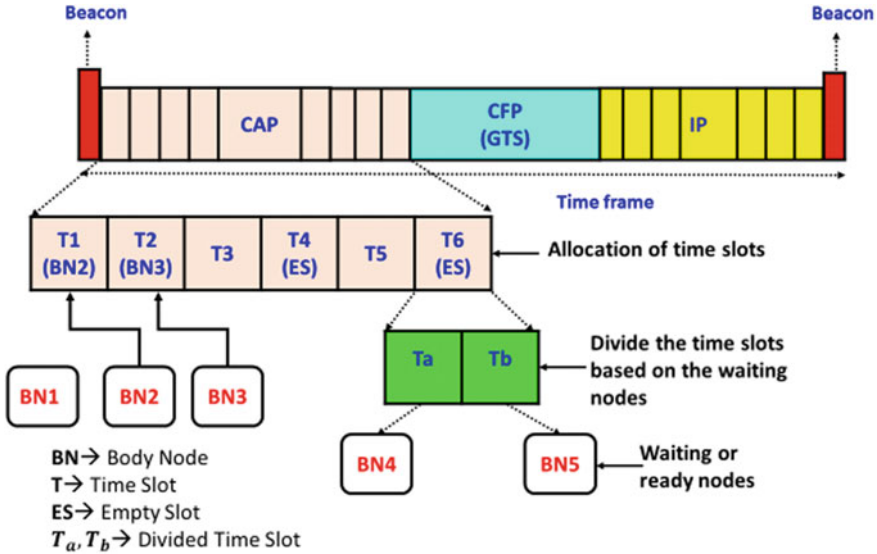 Beacon
Beacon
CAP
CFP
(GTS)
IP
Time frame
T1
(BN2)
T2
(BN3)
T3
T4
(ES)
T5
T6
(ES)
Allocation of time slots
Ta
Tb
Divide the time slots
based on the waiting
nodes
BN1
BN2
BN3
BN4
BN5
Waiting or
ready nodes
BN→ Body Node
T→ Time Slot
ES→ Empty Slot
Tₐ, T_b→ Divided Time Slot